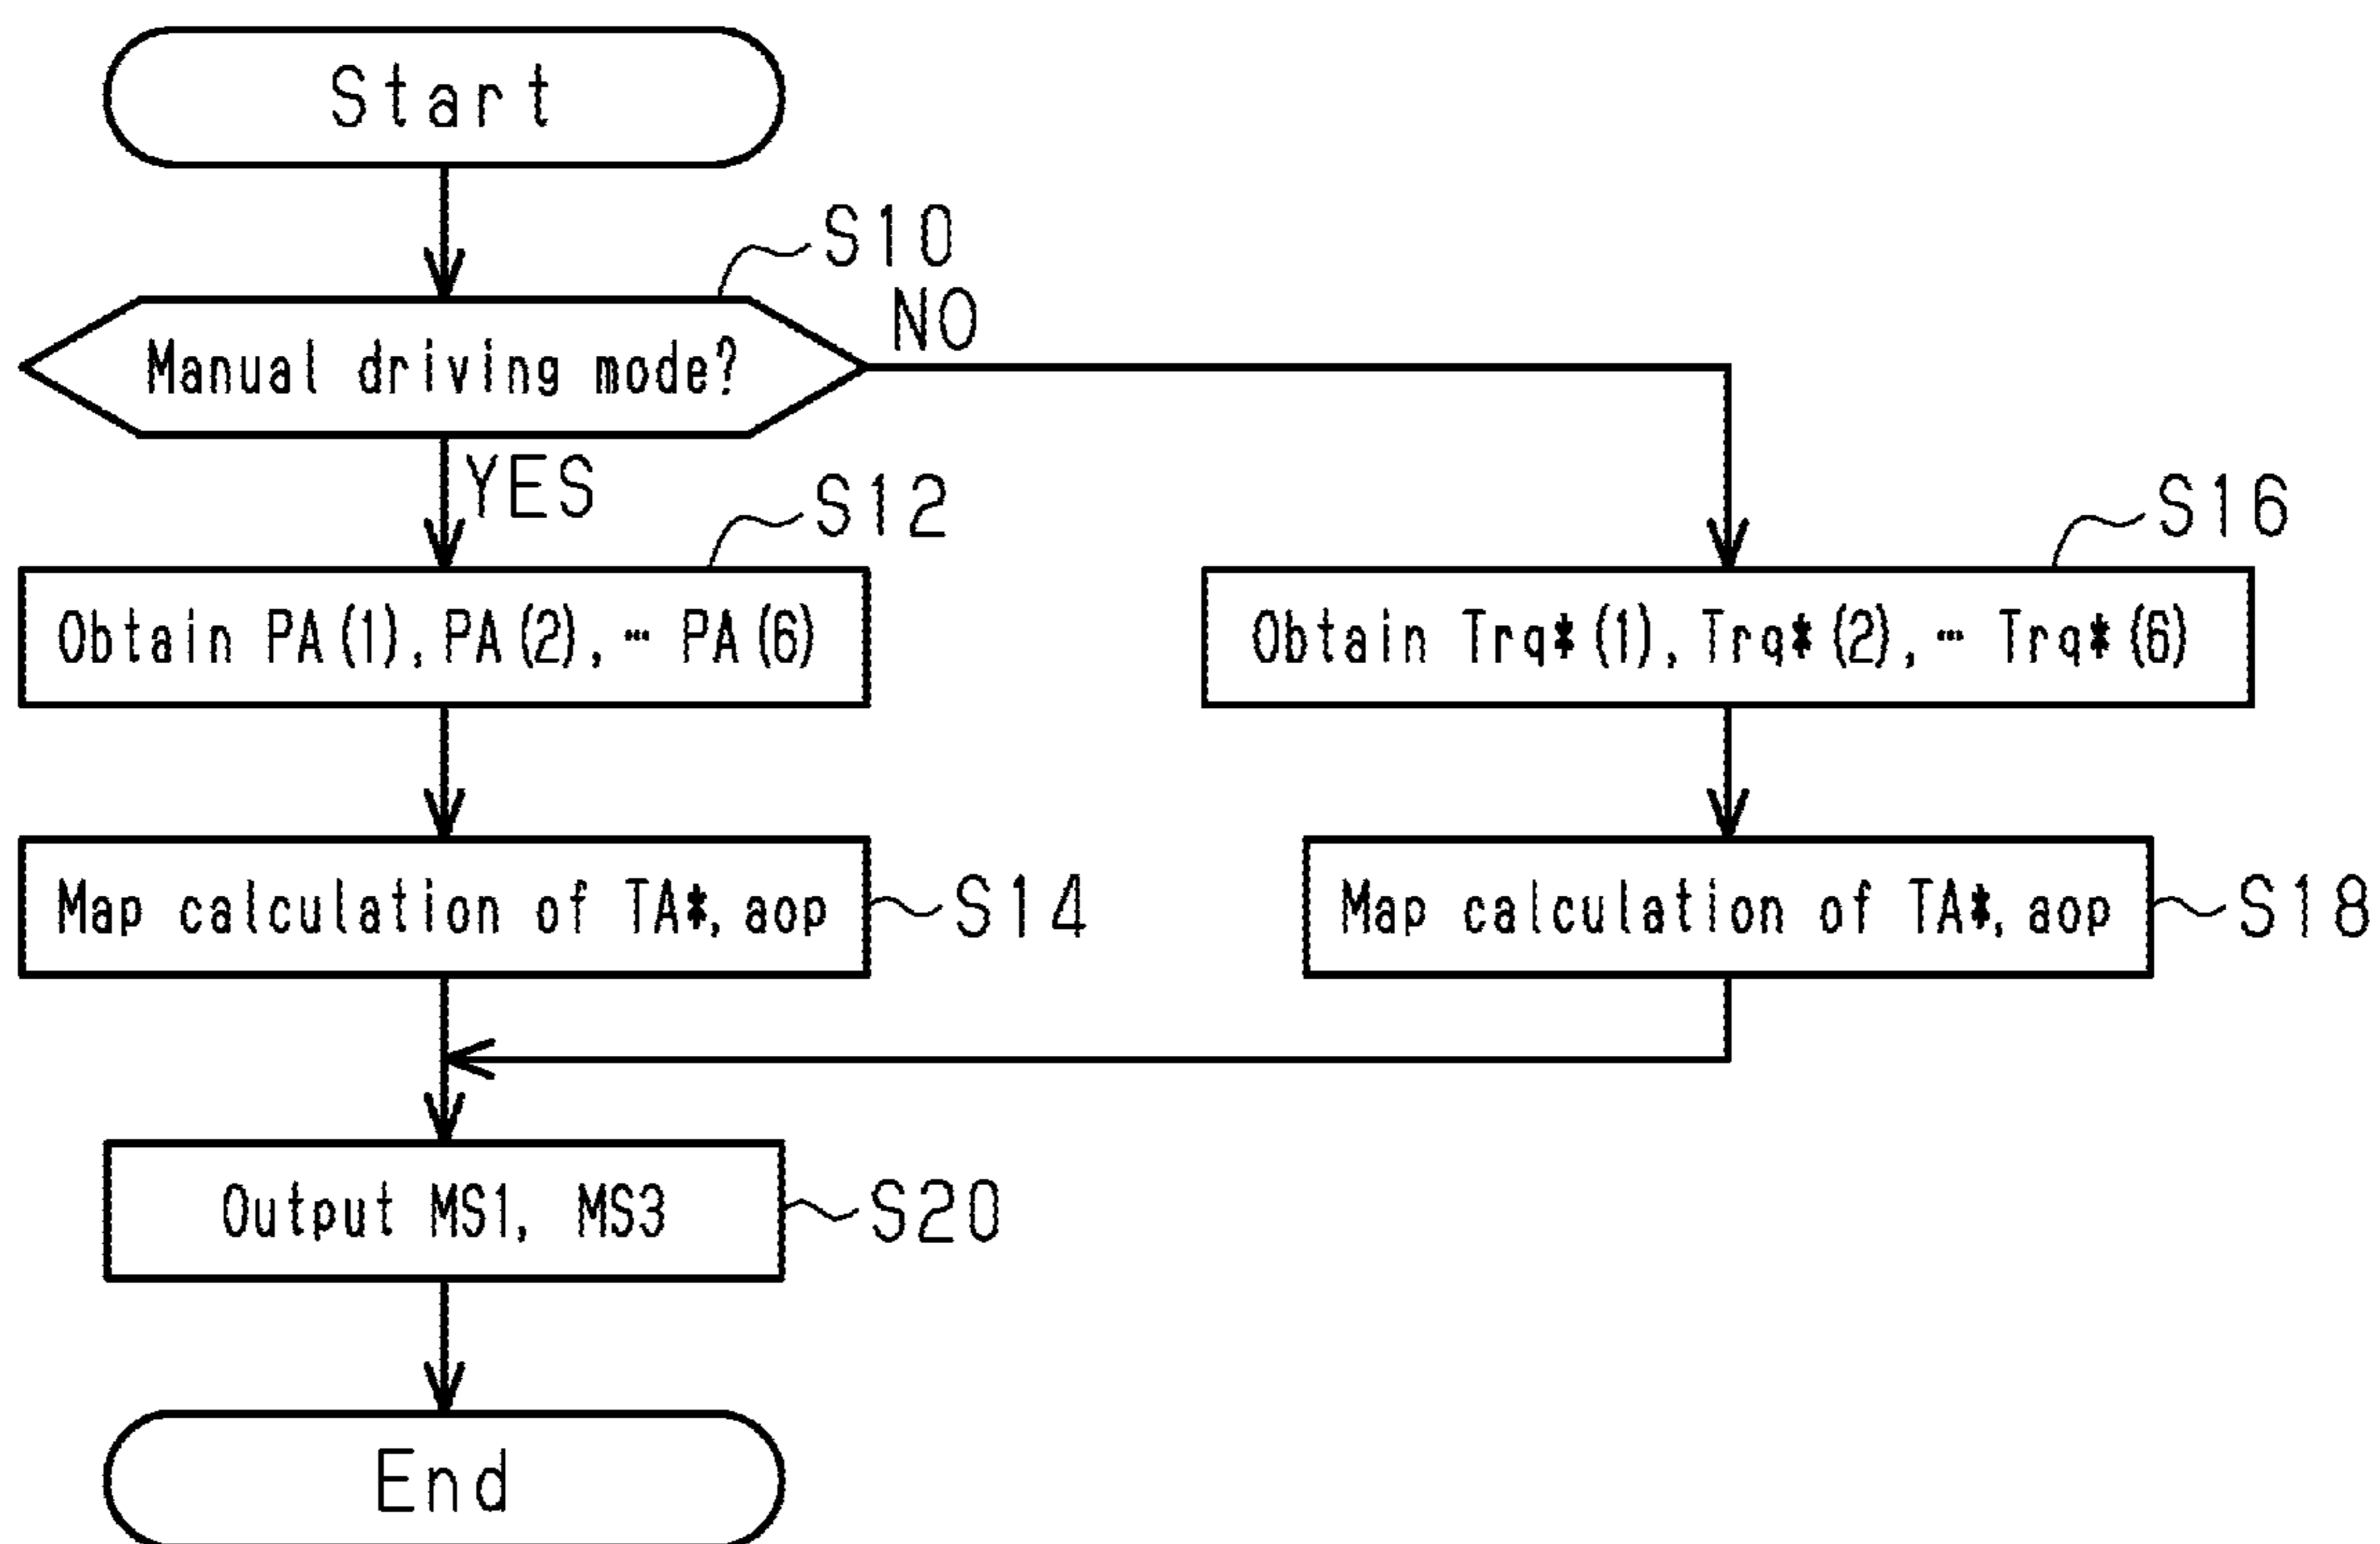 Start
S10
Manual driving mode?
NO
YES
S12
Obtain PA(1), PA(2), … PA(6)
S16
Obtain Trq*(1), Trq*(2), … Trq*(6)
Map calculation of TA*, aop
S14
Map calculation of TA*, aop
S18
Output MS1, MS3
S20
End